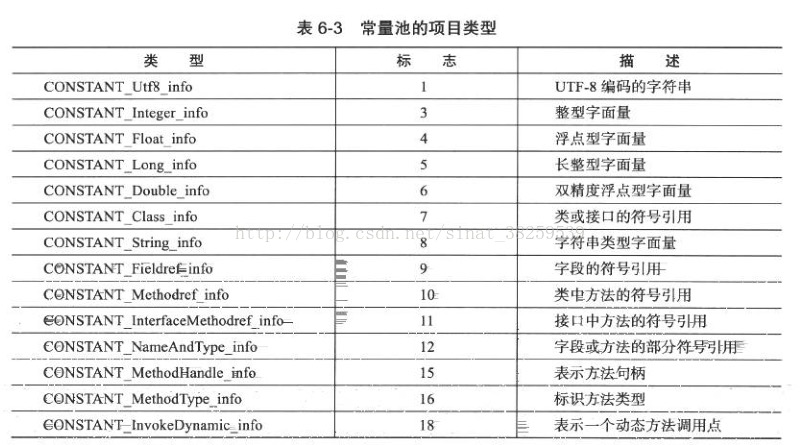 表 6-3 常量池的项目类型
类 型 标 志 描 述
CONSTANT_Utf8_info 1 UTF-8 编码的字符串
CONSTANT_Integer_info 3 整型字面量
CONSTANT_Float_info 4 浮点型字面量
CONSTANT_Long_info 5 长整型字面量
CONSTANT_Double_info 6 双精度浮点型字面量
CONSTANT_Class_info 7 类或接口的符号引用
CONSTANT_String_info 8 字符串类型字面量
CONSTANT_Fieldref_info 9 字段的符号引用
CONSTANT_Methodref_info 10 类中方法的符号引用
CONSTANT_InterfaceMethodref_info 11 接口中方法的符号引用
CONSTANT_NameAndType_info 12 字段或方法的部分符号引用
CONSTANT_MethodHandle_info 15 表示方法句柄
CONSTANT_MethodType_info 16 标识方法类型
CONSTANT_InvokeDynamic_info 18 表示一个动态方法调用点